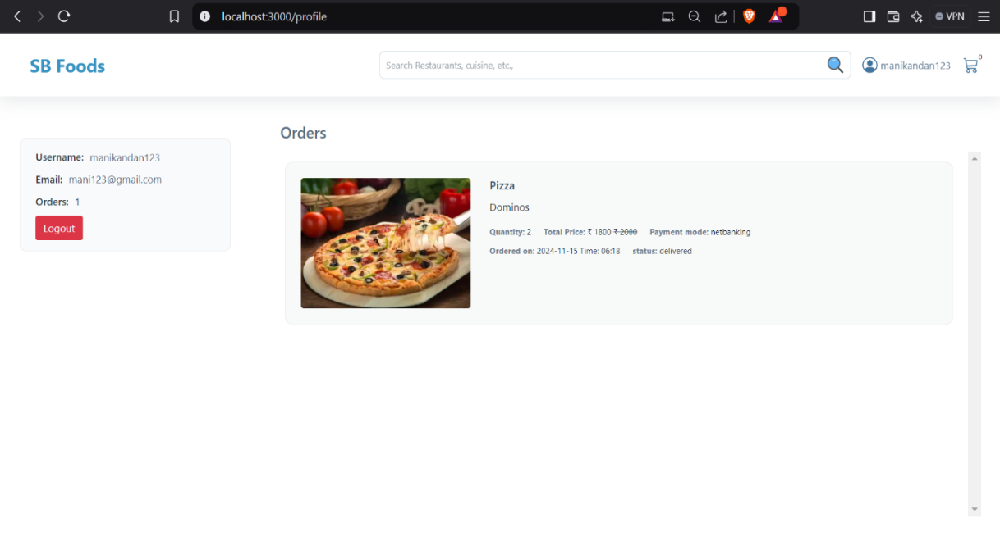 localhost:3000/profile
1
VPN
SB Foods
Search Restaurants, cuisine, etc.,
manikandan123
0
Orders
Username: manikandan123
Email: mani123@gmail.com
Orders: 1
Logout
Pizza
Dominos
Quantity: 2 Total Price: ₹ 1800 ₹ 2000 Payment mode: netbanking
Ordered on: 2024-11-15 Time: 06:18 status: delivered